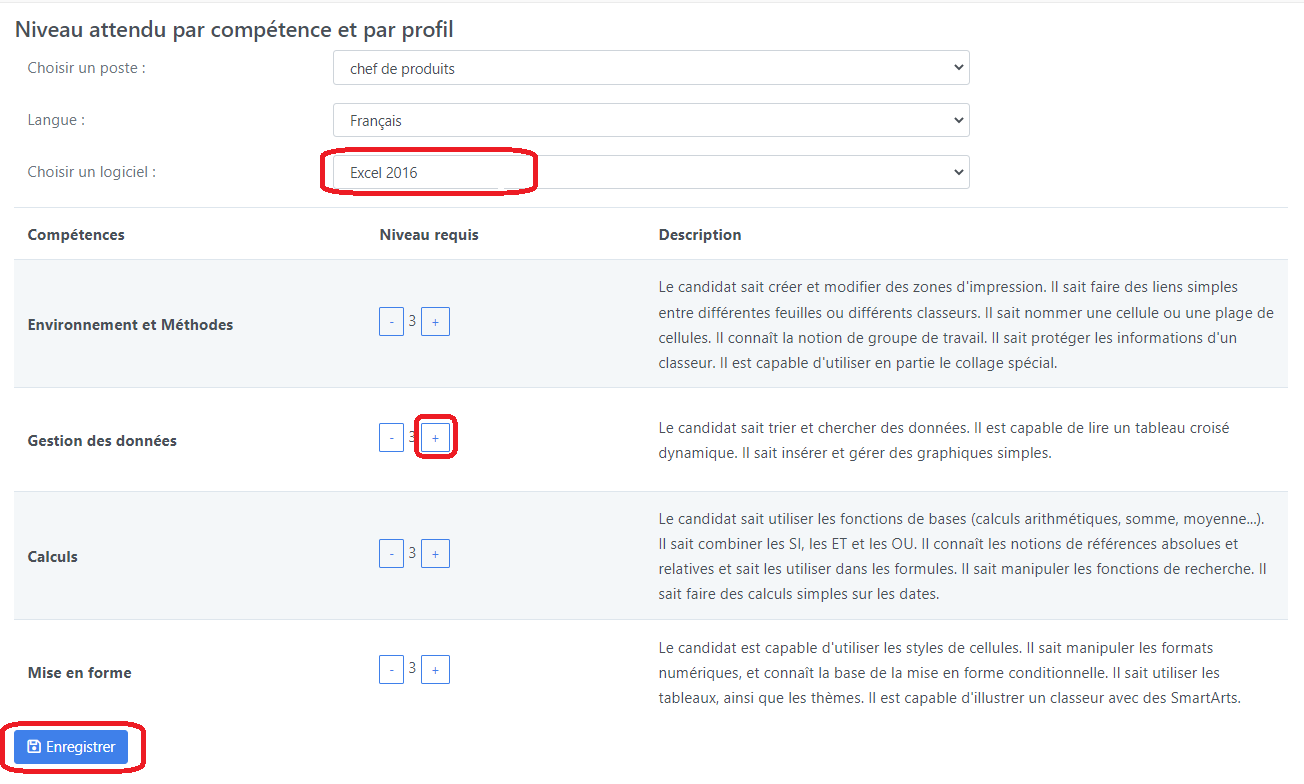 Niveau attendu par compétence et par profil
Choisir un poste :
chef de produits
Langue :
Français
Choisir un logiciel :
Excel 2016
Compétences Niveau requis Description
Environnement et Méthodes
- 3 +
Le candidat sait créer et modifier des zones d'impression. Il sait faire des liens simples
entre différentes feuilles ou différents classeurs. Il sait nommer une cellule ou une plage de
cellules. Il connaît la notion de groupe de travail. Il sait protéger les informations d'un
classeur. Il est capable d'utiliser en partie le collage spécial.
Gestion des données
- 3 +
Le candidat sait trier et chercher des données. Il est capable de lire un tableau croisé
dynamique. Il sait insérer et gérer des graphiques simples.
Calculs
- 3 +
Le candidat sait utiliser les fonctions de bases (calculs arithmétiques, somme, moyenne...).
Il sait combiner les SI, les ET et les OU. Il connaît les notions de références absolues et
relatives et sait les utiliser dans les formules. Il sait manipuler les fonctions de recherche. Il
sait faire des calculs simples sur les dates.
Mise en forme
- 3 +
Le candidat est capable d'utiliser les styles de cellules. Il sait manipuler les formats
numériques, et connaît la base de la mise en forme conditionnelle. Il sait utiliser les
tableaux, ainsi que les thèmes. Il est capable d'illustrer un classeur avec des SmartArts.
Enregistrer